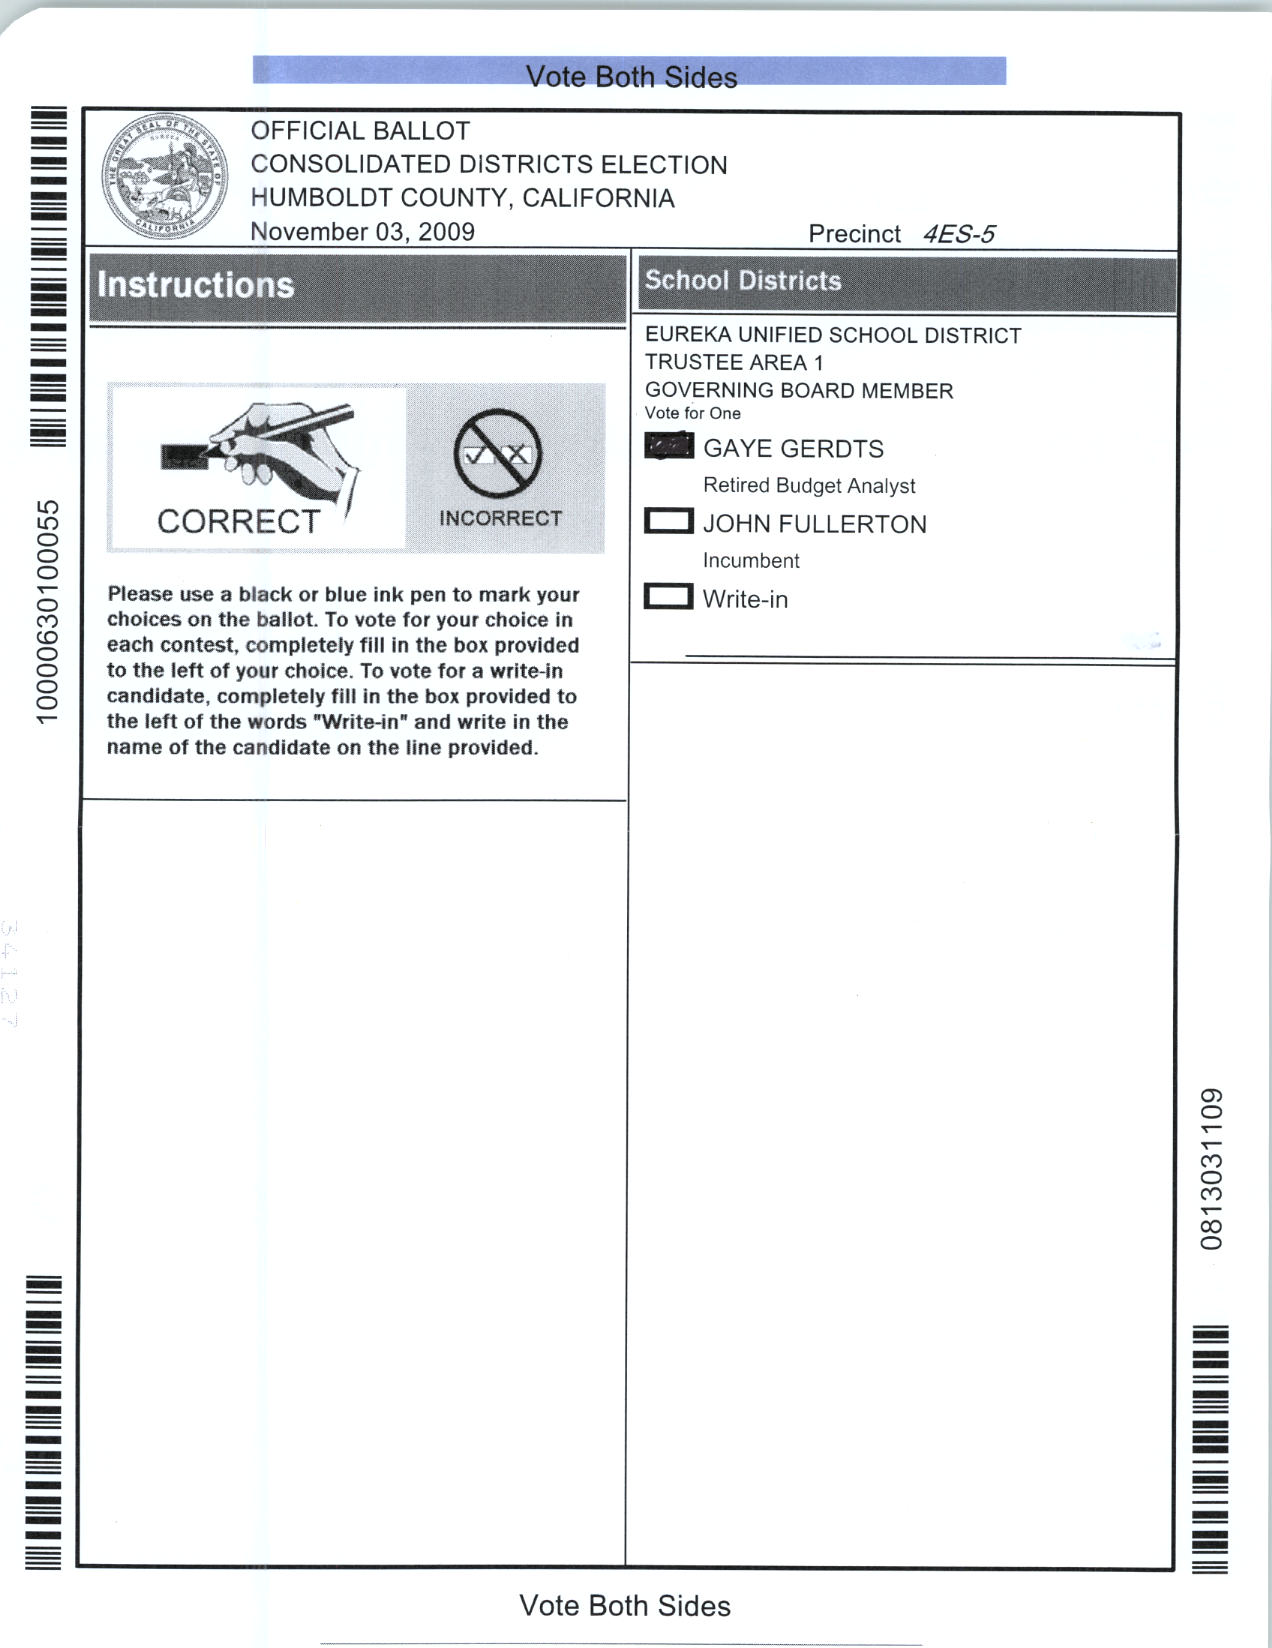 Vote Both Sides
THE GREAT SEAL OF THE STATE OF CALIFORNIA
EUREKA
OFFICIAL BALLOT
CONSOLIDATED DISTRICTS ELECTION
HUMBOLDT COUNTY, CALIFORNIA
November 03, 2009
Precinct 4ES-5
Instructions
CORRECT
INCORRECT
Please use a black or blue ink pen to mark your
choices on the ballot. To vote for your choice in
each contest, completely fill in the box provided
to the left of your choice. To vote for a write-in
candidate, completely fill in the box provided to
the left of the words "Write-in" and write in the
name of the candidate on the line provided.
School Districts
EUREKA UNIFIED SCHOOL DISTRICT
TRUSTEE AREA 1
GOVERNING BOARD MEMBER
Vote for One
GAYE GERDTS
Retired Budget Analyst
JOHN FULLERTON
Incumbent
Write-in
10000630100055
34127
0813031109
Vote Both Sides